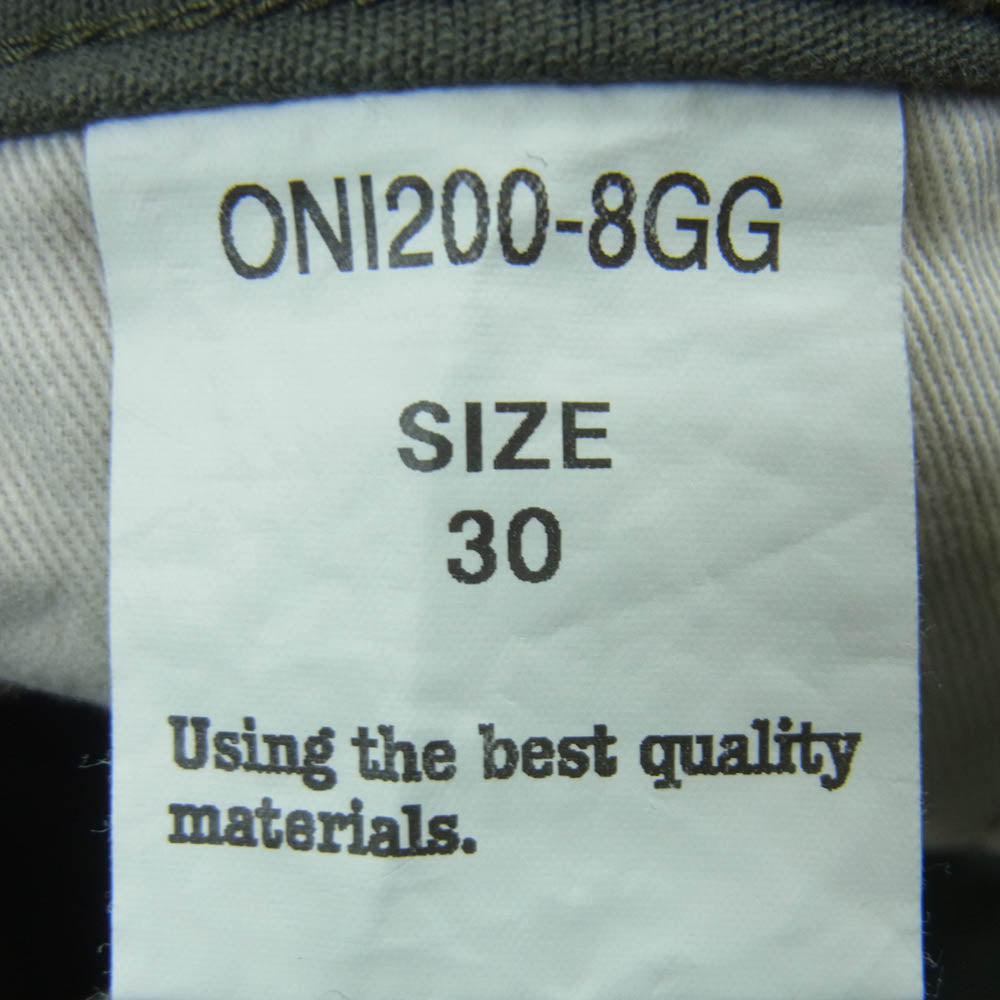 ONI200-8GG
SIZE
30
Using the best quality
materials.